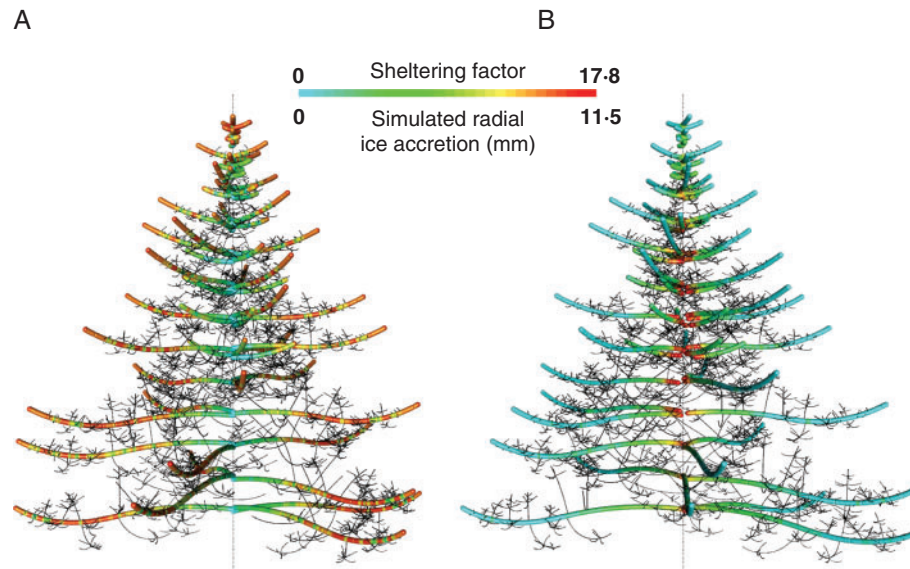 A B
0 Sheltering factor 17·8
0 Simulated radial 11·5
ice accretion (mm)